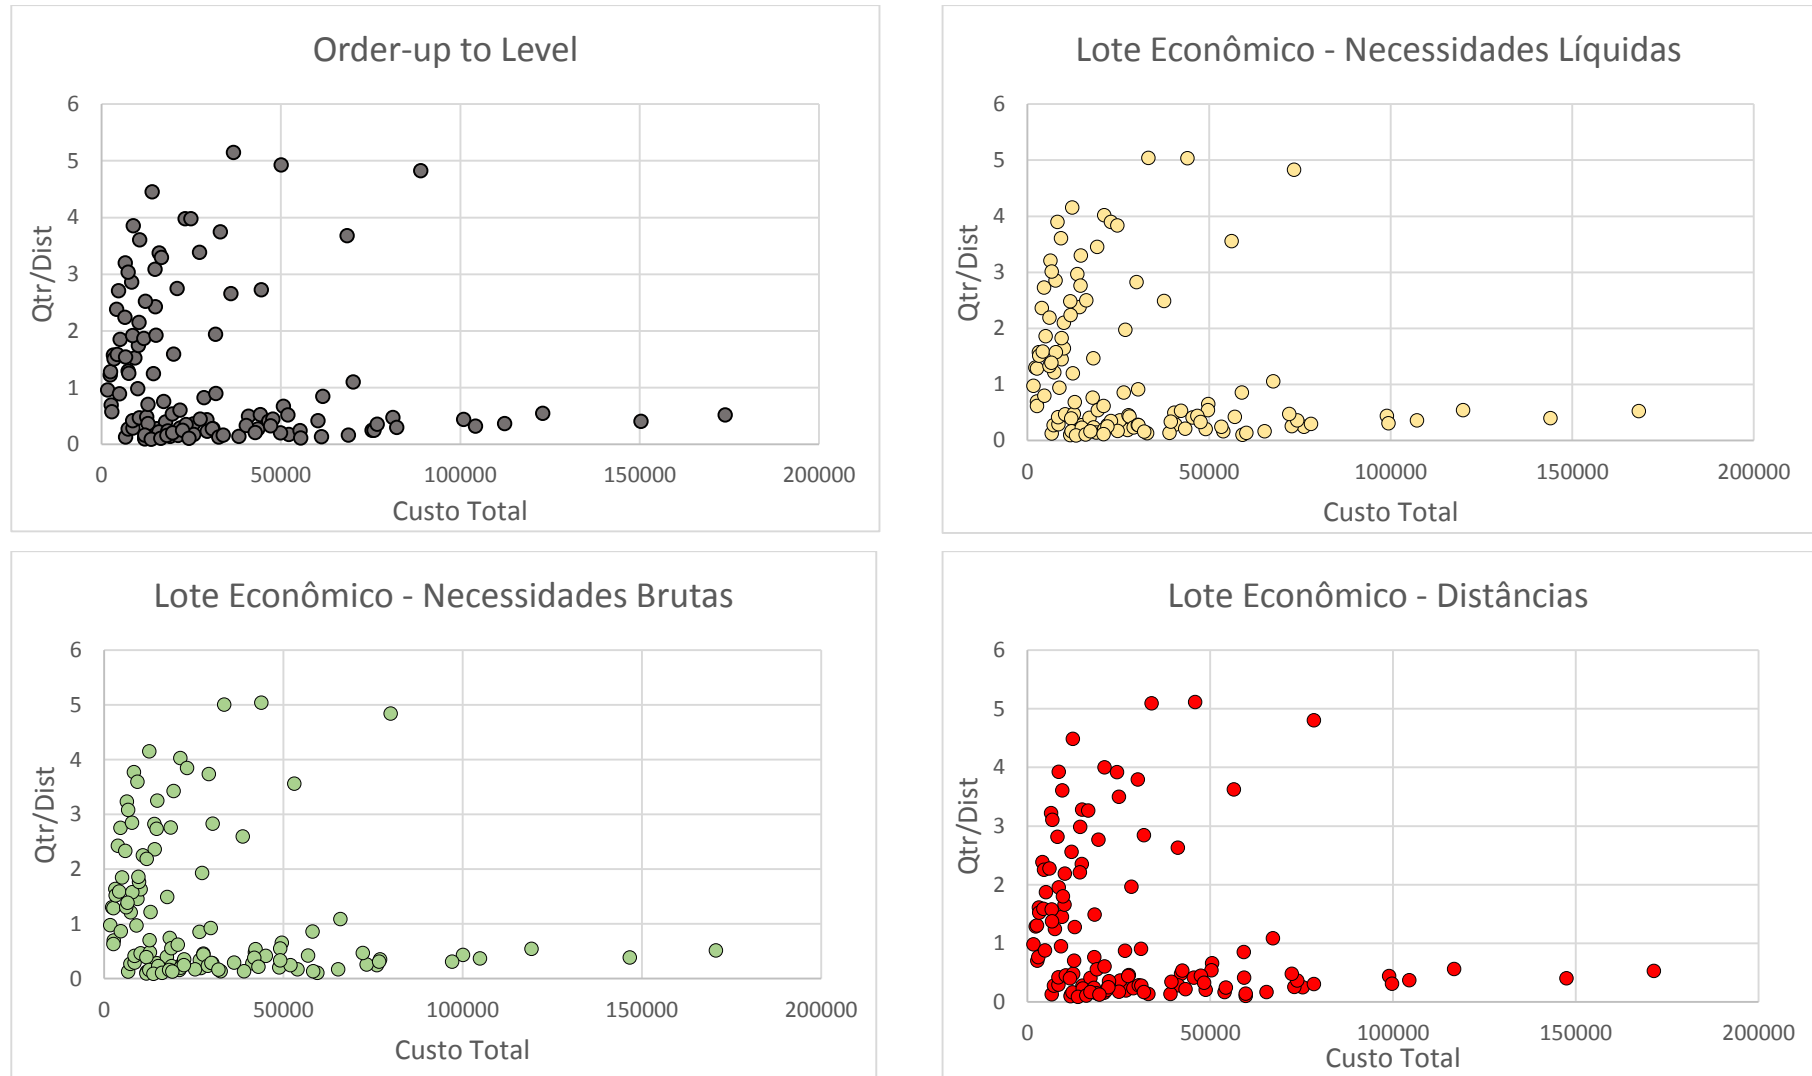 Order-up to Level
6
5
4
3
2
1
0
Qtr/Dist
0 50000 100000 150000 200000
Custo Total
Lote Econômico - Necessidades Líquidas
6
5
4
3
2
1
0
Qtr/Dist
0 50000 100000 150000 200000
Custo Total
Lote Econômico - Necessidades Brutas
6
5
4
3
2
1
0
Qtr/Dist
0 50000 100000 150000 200000
Custo Total
Lote Econômico - Distâncias
6
5
4
3
2
1
0
Qtr/Dist
0 50000 100000 150000 200000
Custo Total